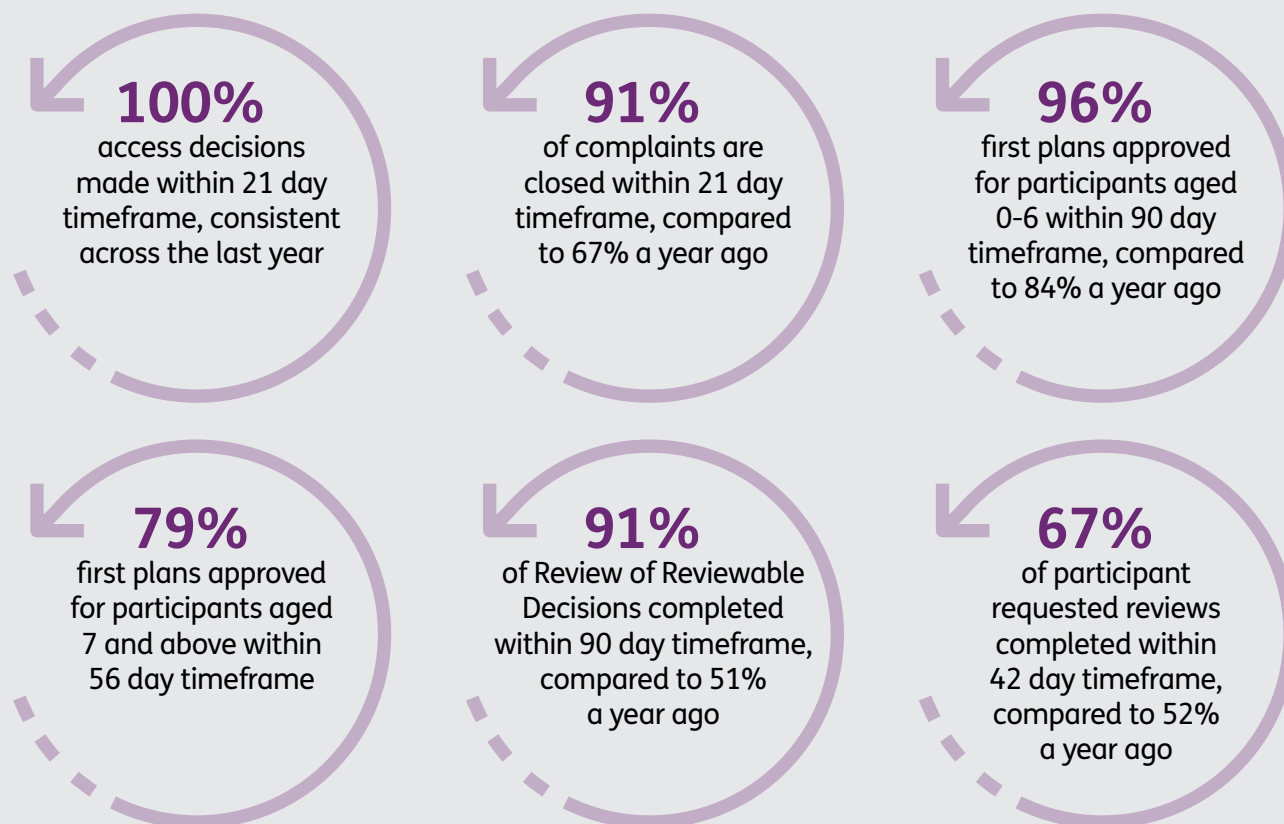 100%
access decisions
made within 21 day
timeframe, consistent
across the last year
91%
of complaints are
closed within 21 day
timeframe, compared
to 67% a year ago
96%
first plans approved
for participants aged
0-6 within 90 day
timeframe, compared
to 84% a year ago
79%
first plans approved
for participants aged
7 and above within
56 day timeframe
91%
of Review of Reviewable
Decisions completed
within 90 day timeframe,
compared to 51%
a year ago
67%
of participant
requested reviews
completed within
42 day timeframe,
compared to 52%
a year ago